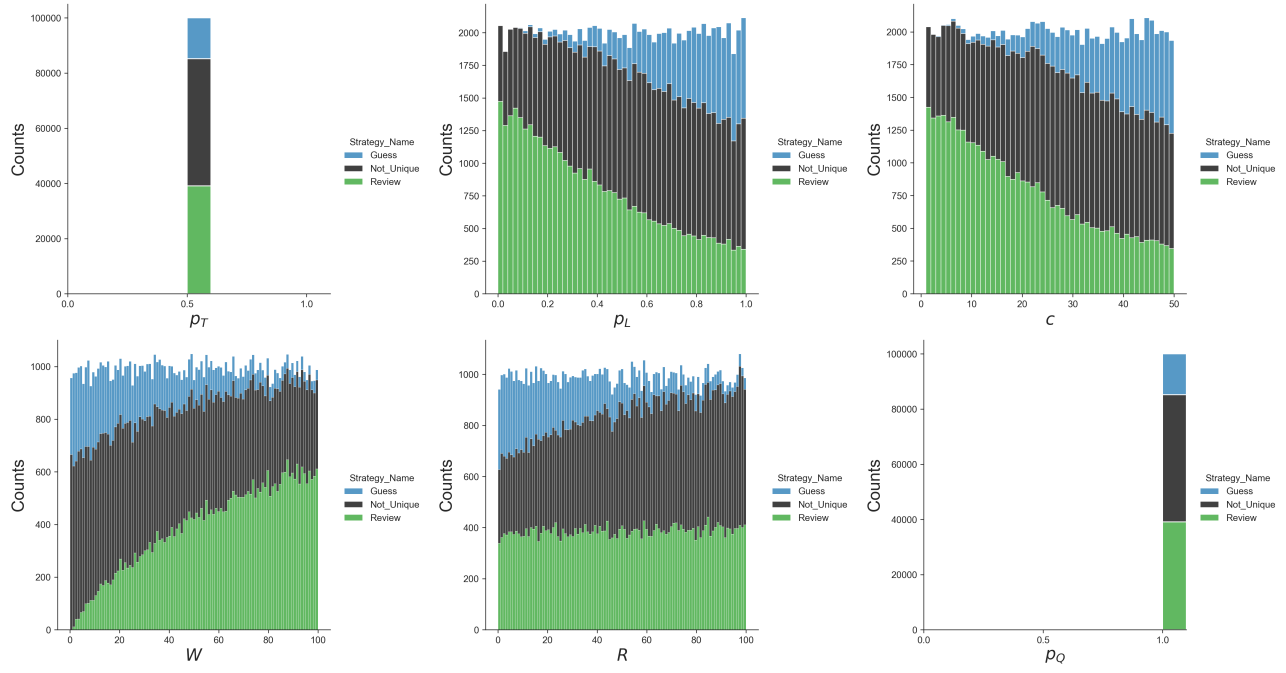 100000
80000
60000
40000
20000
0
0.0 0.5 1.0
Counts
p_T
Strategy_Name
Guess
Not_Unique
Review
2000
1750
1500
1250
1000
750
500
250
0
0.0 0.2 0.4 0.6 0.8 1.0
Counts
p_L
Strategy_Name
Guess
Not_Unique
Review
2000
1750
1500
1250
1000
750
500
250
0
0 10 20 30 40 50
Counts
c
Strategy_Name
Guess
Not_Unique
Review
1000
800
600
400
200
0
0 20 40 60 80 100
Counts
W
Strategy_Name
Guess
Not_Unique
Review
1000
800
600
400
200
0
0 20 40 60 80 100
Counts
R
Strategy_Name
Guess
Not_Unique
Review
100000
80000
60000
40000
20000
0
0.0 0.5 1.0
Counts
p_Q
Strategy_Name
Guess
Not_Unique
Review